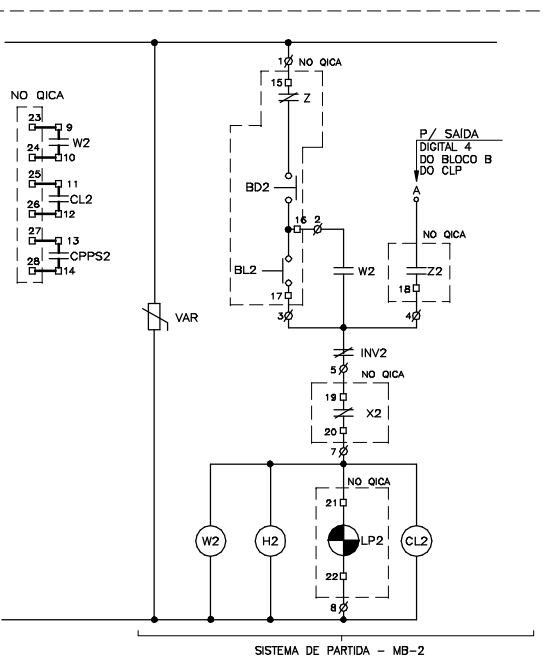 1
NO QICA
15
Z
NO QICA
23
9
W2
24
10
25
11
CL2
26
12
27
13
CPPS2
28
14
P/ SAÍDA
DIGITAL 4
DO BLOCO B
DO CLP
A
BD2
16
2
NO QICA
BL2
W2
Z2
17
18
3
4
VAR
INV2
5
NO QICA
19
X2
20
7
NO QICA
21
W2
H2
LP2
CL2
22
8
SISTEMA DE PARTIDA - MB-2